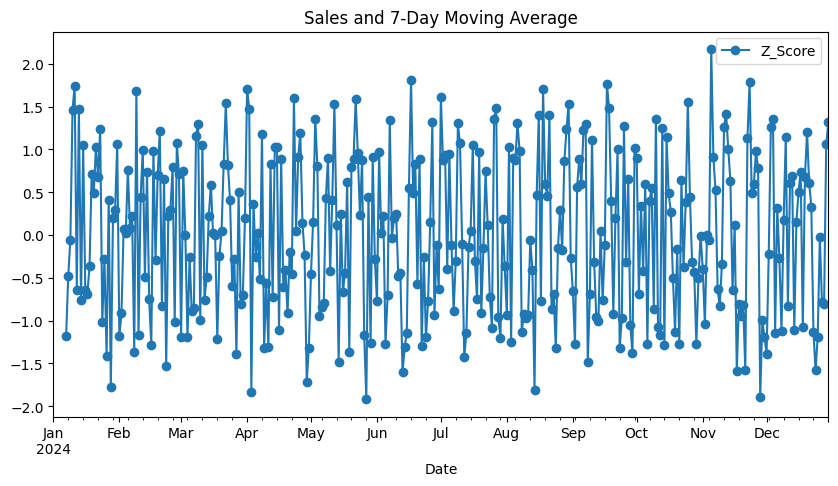 Sales and 7-Day Moving Average
Z_Score
2.0
1.5
1.0
0.5
0.0
−0.5
−1.0
−1.5
−2.0
Jan Feb Mar Apr May Jun Jul Aug Sep Oct Nov Dec
2024
Date